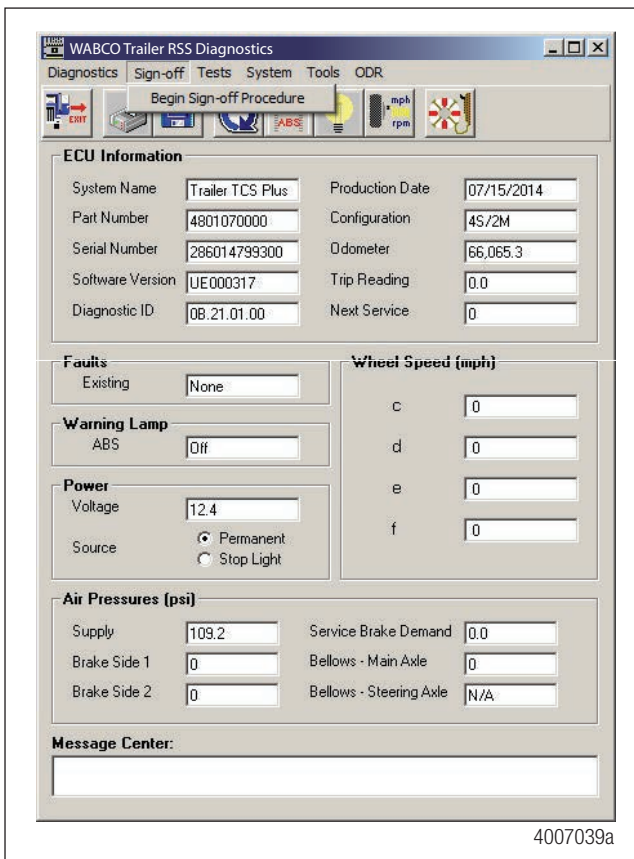 WABCO Trailer RSS Diagnostics
Diagnostics Sign-off Tests System Tools ODR
Begin Sign-off Procedure
EXIT ABS mph rpm
ECU Information
System Name Trailer TCS Plus Production Date 07/15/2014
Part Number 4801070000 Configuration 4S/2M
Serial Number 286014799300 Odometer 66,065.3
Software Version UE000317 Trip Reading 0.0
Diagnostic ID 0B.21.01.00 Next Service 0
Faults Wheel Speed (mph)
Existing None
c 0
Warning Lamp
ABS Off d 0
Power e 0
Voltage 12.4
Source Permanent f 0
Stop Light
Air Pressures (psi)
Supply 109.2 Service Brake Demand 0.0
Brake Side 1 0 Bellows - Main Axle 0
Brake Side 2 0 Bellows - Steering Axle N/A
Message Center:
4007039a